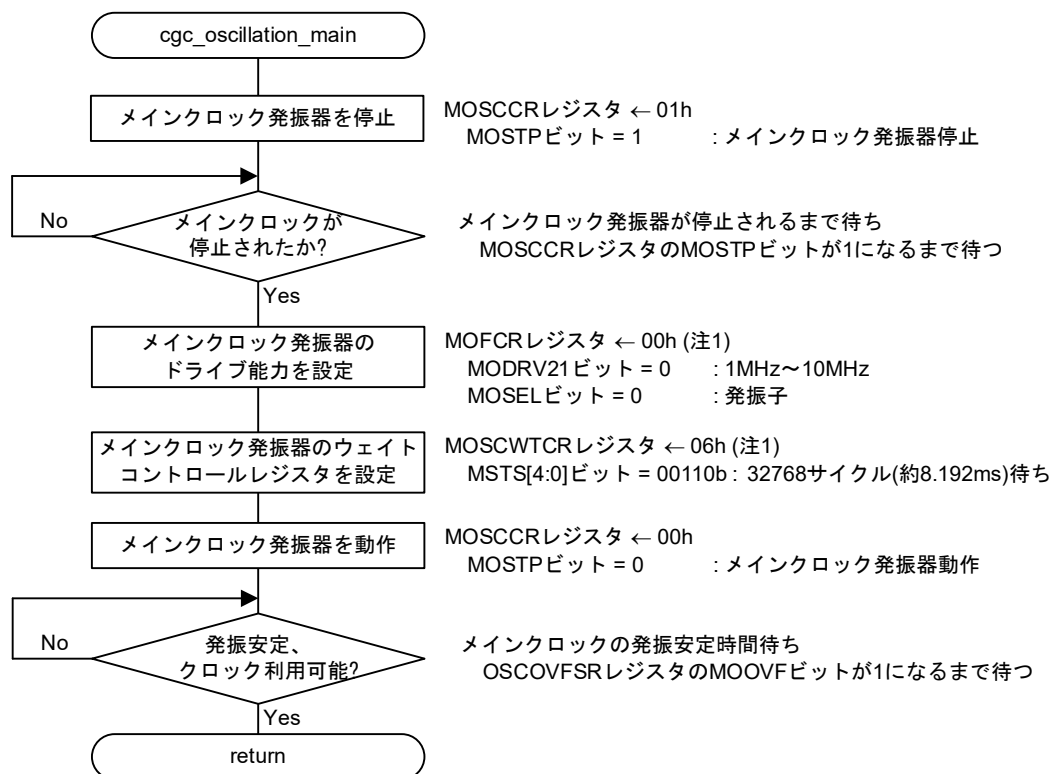 cgc_oscillation_main
メインクロック発振器を停止
MOSCCRレジスタ ← 01h
MOSTPビット = 1 : メインクロック発振器停止
No
メインクロックが
停止されたか?
メインクロック発振器が停止されるまで待ち
MOSCCRレジスタのMOSTPビットが1になるまで待つ
Yes
メインクロック発振器の
ドライブ能力を設定
MOFCRレジスタ ← 00h (注1)
MODRV21ビット = 0 : 1MHz～10MHz
MOSELビット = 0 : 発振子
メインクロック発振器のウェイト
コントロールレジスタを設定
MOSCWTCRレジスタ ← 06h (注1)
MSTS[4:0]ビット = 00110b : 32768サイクル(約8.192ms)待ち
メインクロック発振器を動作
MOSCCRレジスタ ← 00h
MOSTPビット = 0 : メインクロック発振器動作
No
発振安定、
クロック利用可能?
メインクロックの発振安定時間待ち
OSCOVFSRレジスタのMOOVFビットが1になるまで待つ
Yes
return